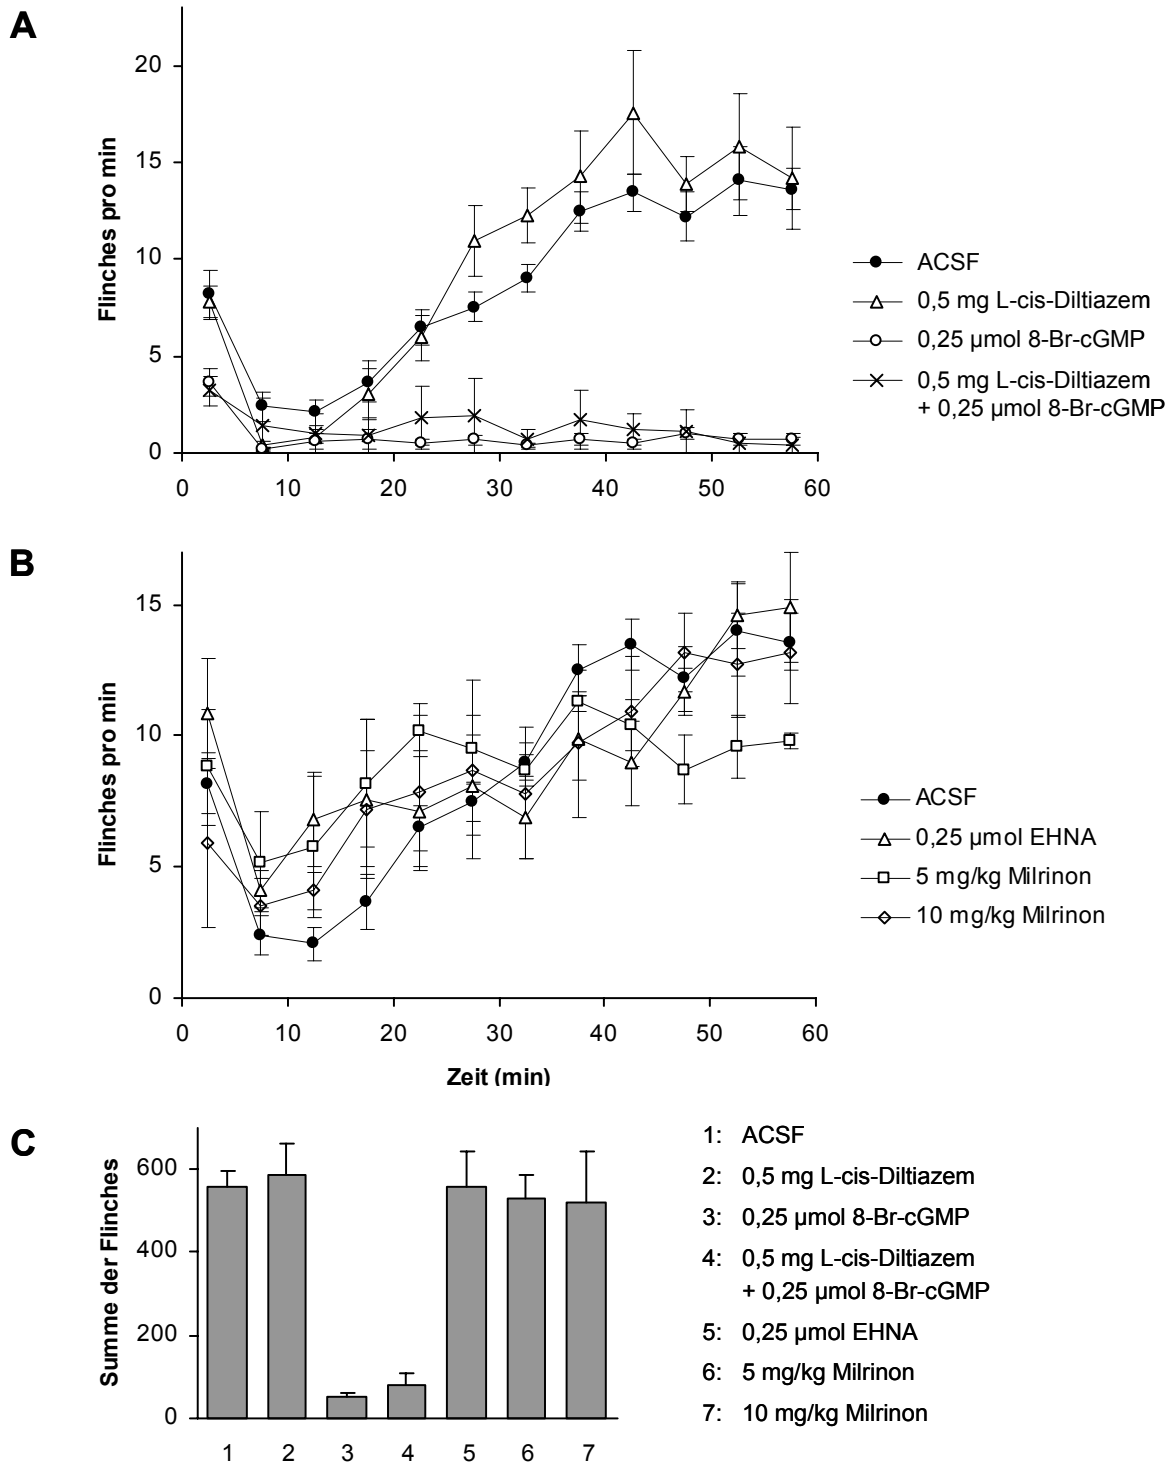 A
Flinches pro min
20
15
10
5
0
0 10 20 30 40 50 60
ACSF
0,5 mg L-cis-Diltiazem
0,25 µmol 8-Br-cGMP
0,5 mg L-cis-Diltiazem
+ 0,25 µmol 8-Br-cGMP
B
Flinches pro min
15
10
5
0
0 10 20 30 40 50 60
Zeit (min)
ACSF
0,25 µmol EHNA
5 mg/kg Milrinon
10 mg/kg Milrinon
C
Summe der Flinches
600
400
200
0
1 2 3 4 5 6 7
1: ACSF
2: 0,5 mg L-cis-Diltiazem
3: 0,25 µmol 8-Br-cGMP
4: 0,5 mg L-cis-Diltiazem
+ 0,25 µmol 8-Br-cGMP
5: 0,25 µmol EHNA
6: 5 mg/kg Milrinon
7: 10 mg/kg Milrinon